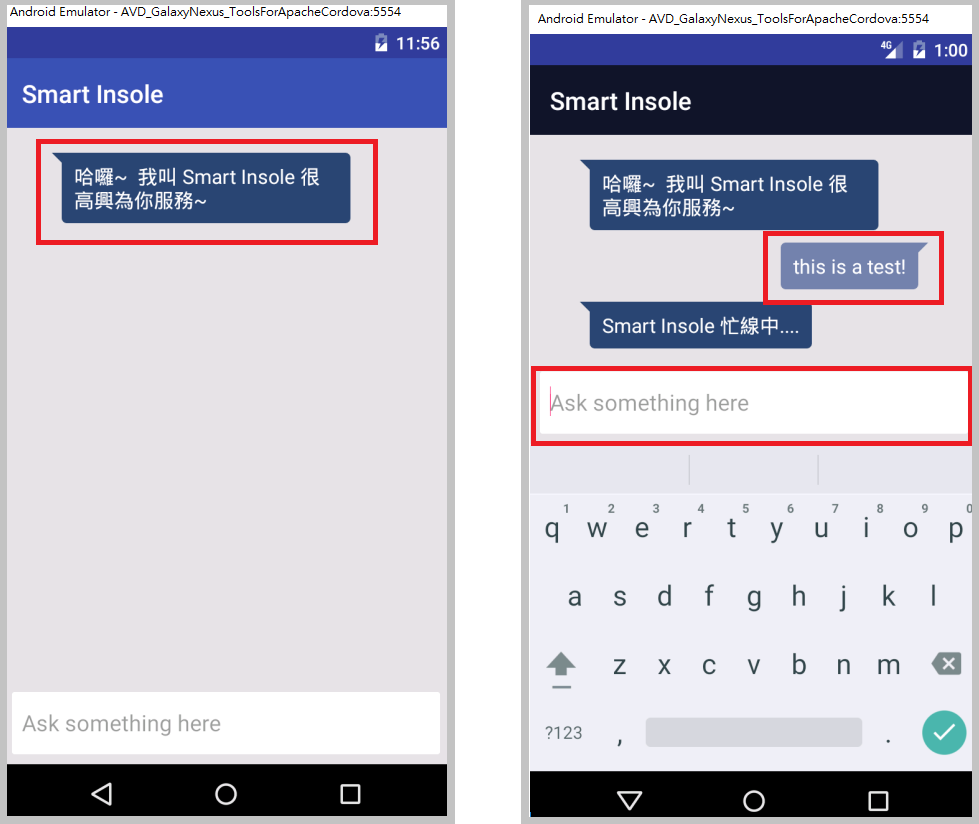 Android Emulator - AVD_GalaxyNexus_ToolsForApacheCordova:5554
11:56
Smart Insole
哈囉~ 我叫 Smart Insole 很
高興為你服務~
Ask something here
Android Emulator - AVD_GalaxyNexus_ToolsForApacheCordova:5554
4G 1:00
Smart Insole
哈囉~ 我叫 Smart Insole 很
高興為你服務~
this is a test!
Smart Insole 忙線中....
Ask something here
1 2 3 4 5 6 7 8 9 0
q w e r t y u i o p
a s d f g h j k l
z x c v b n m
?123 , .